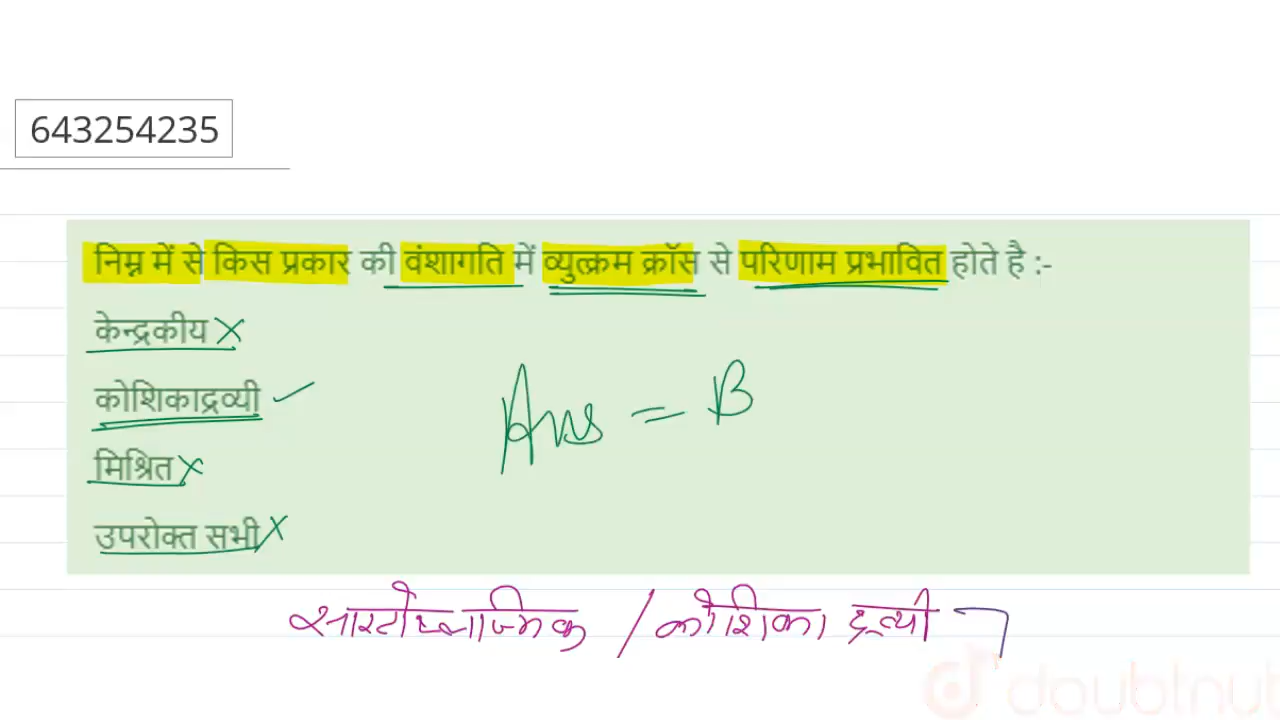 643254235
निम्न में से किस प्रकार की वंशागति में व्युत्क्रम क्रॉस से परिणाम प्रभावित होते है :-
केन्द्रकीय X
कोशिकाद्रव्यी ✓
Ans = B
मिश्रित X
उपरोक्त सभी X
साइटोप्लाज्मिक / कोशिका द्रव्यी
doubtnut